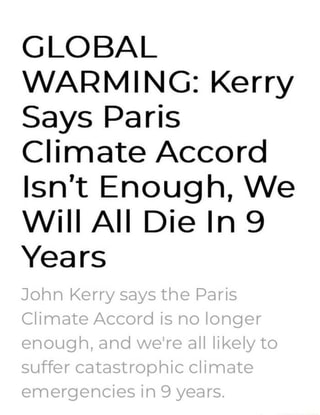 GLOBAL
WARMING: Kerry
Says Paris
Climate Accord
Isn't Enough, We
Will All Die In 9
Years
John Kerry says the Paris
Climate Accord is no longer
enough, and we're all likely to
suffer catastrophic climate
emergencies in 9 years.